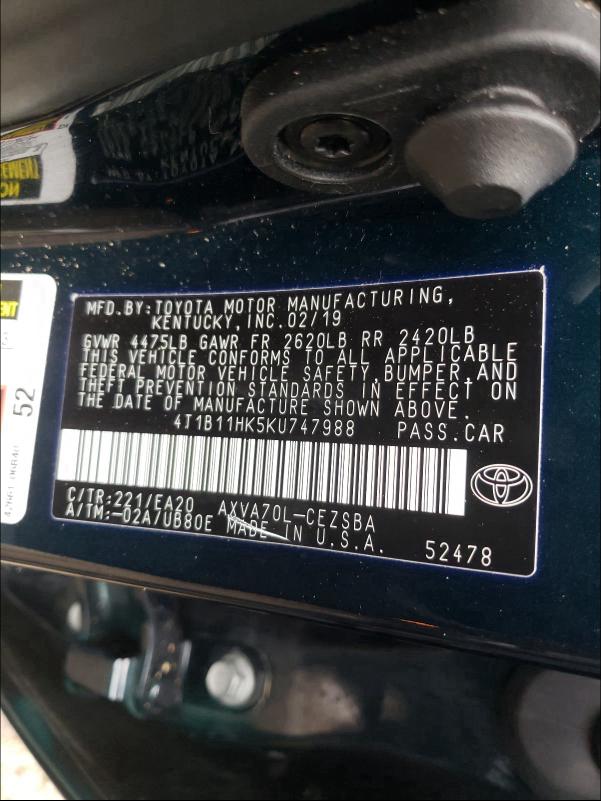 MFD.BY:TOYOTA MOTOR MANUFACTURING,
KENTUCKY,INC.02/19
GVWR 4475LB GAWR FR 2620LB RR 2420LB
THIS VEHICLE CONFORMS TO ALL APPLICABLE
FEDERAL MOTOR VEHICLE SAFETY,BUMPER,AND
THEFT PREVENTION STANDARDS IN EFFECT ON
THE DATE OF MANUFACTURE SHOWN ABOVE.
4T1B11HK5KU747988 PASS.CAR
C/TR:221/EA20 AXVA70L-CEZSBA
A/TM:-02A/UB80E MADE IN U.S.A.
52478
52